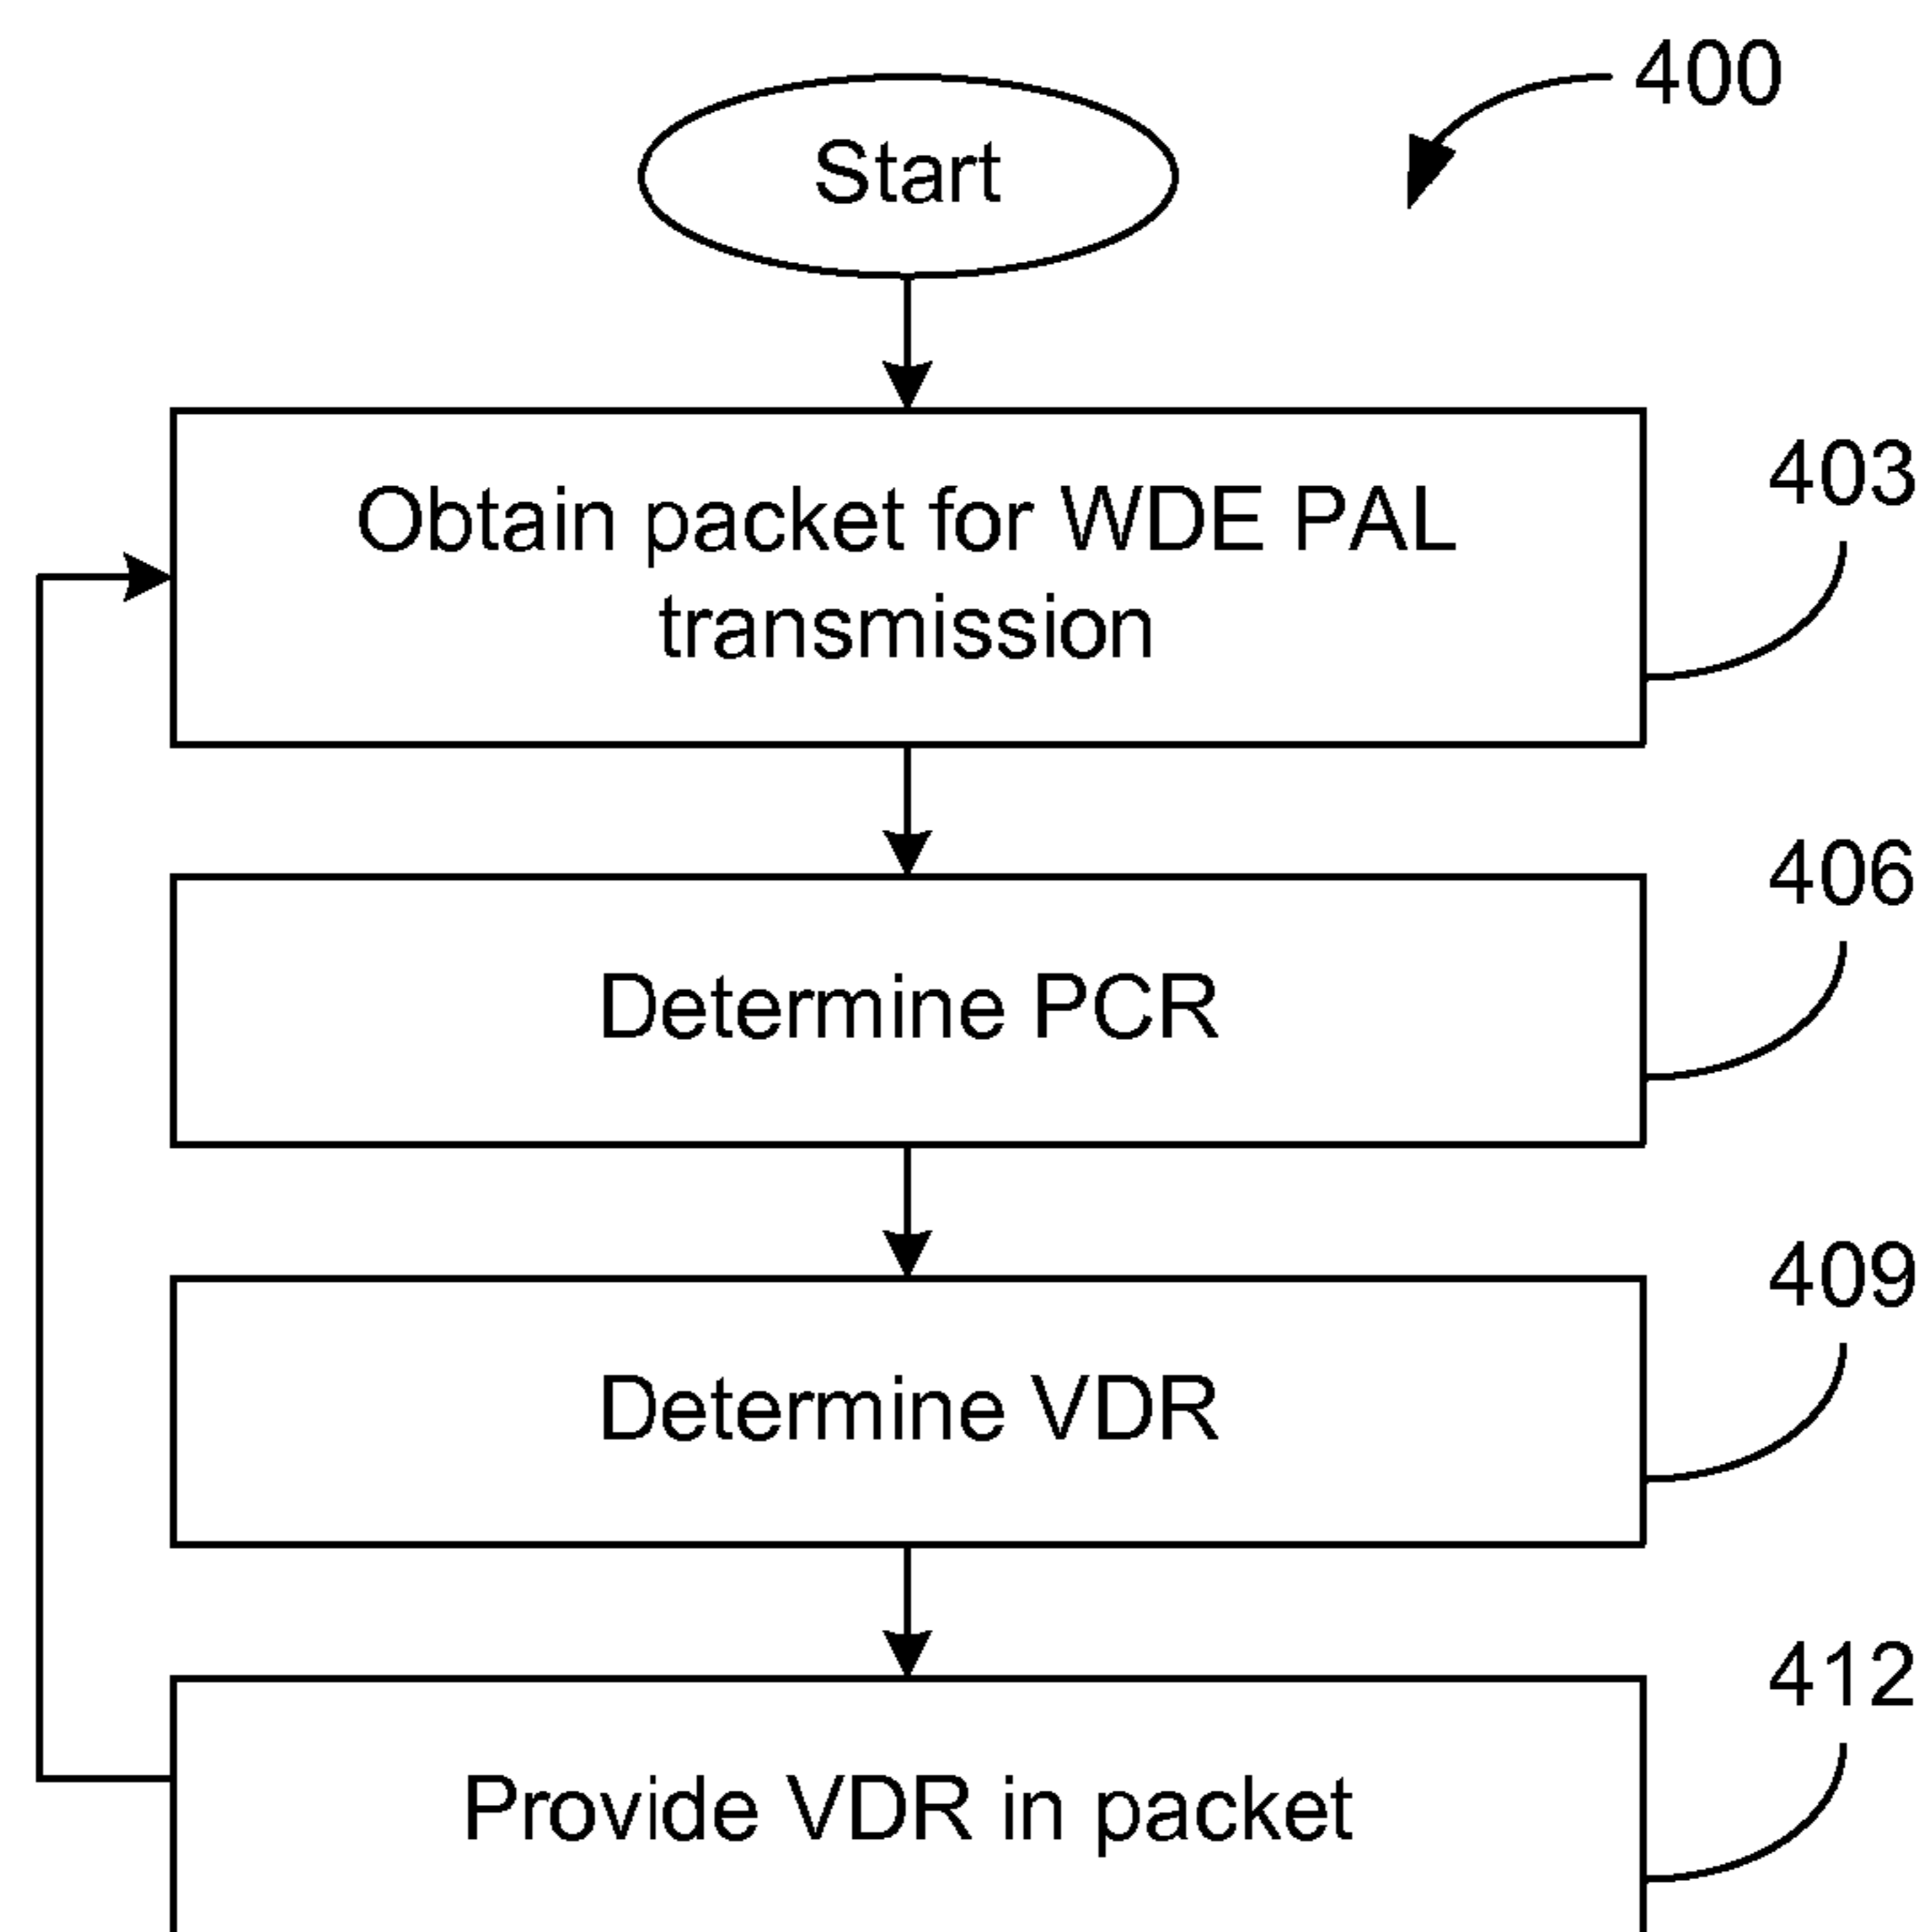 400
Start
403
Obtain packet for WDE PAL
transmission
406
Determine PCR
409
Determine VDR
412
Provide VDR in packet